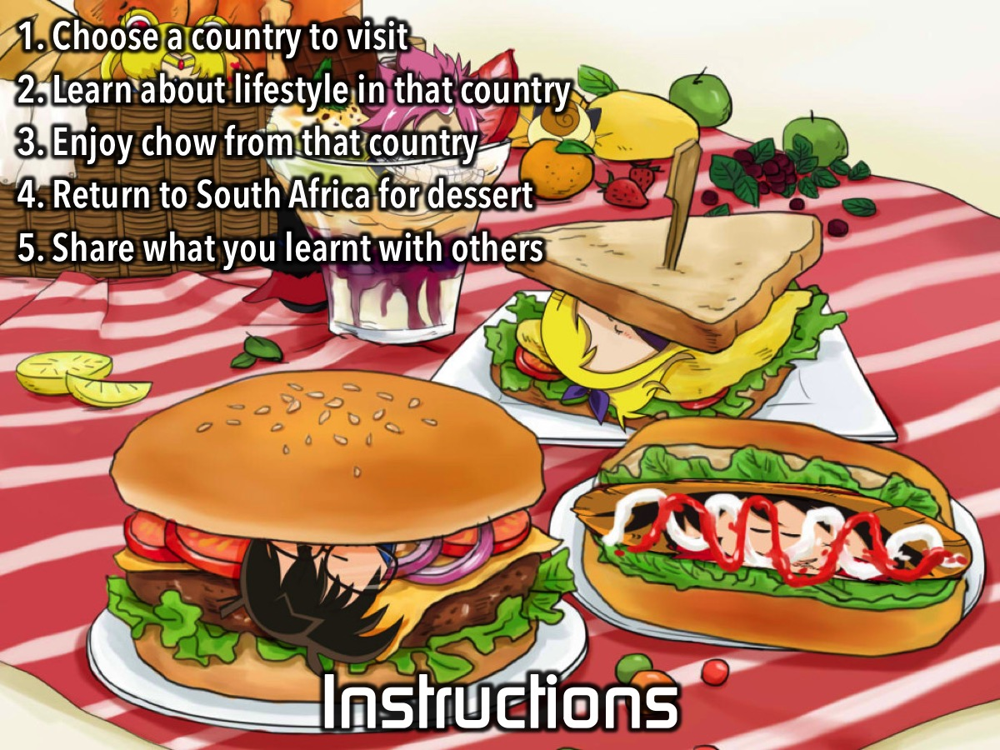 1. Choose a country to visit
2. Learn about lifestyle in that country
3. Enjoy chow from that country
4. Return to South Africa for dessert
5. Share what you learnt with others
Instructions